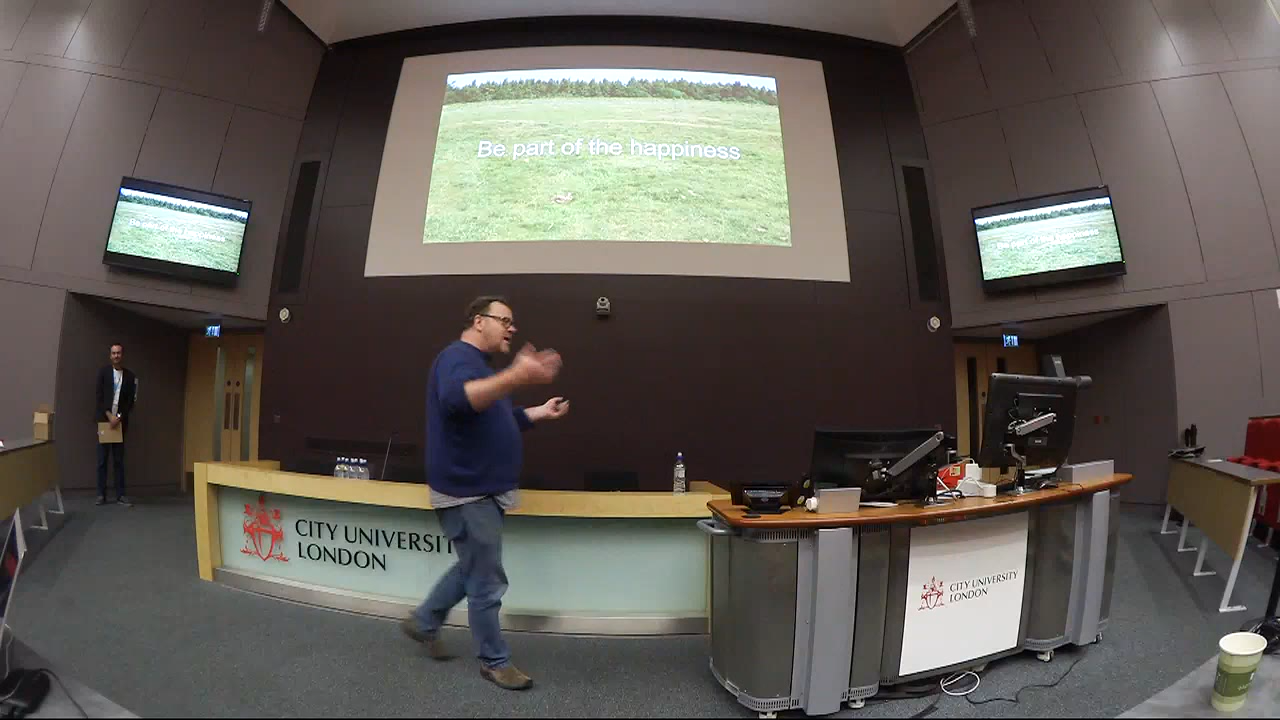 Be part of the happiness
CITY UNIVERSIT
LONDON
CITY UNIVERSITY
LONDON